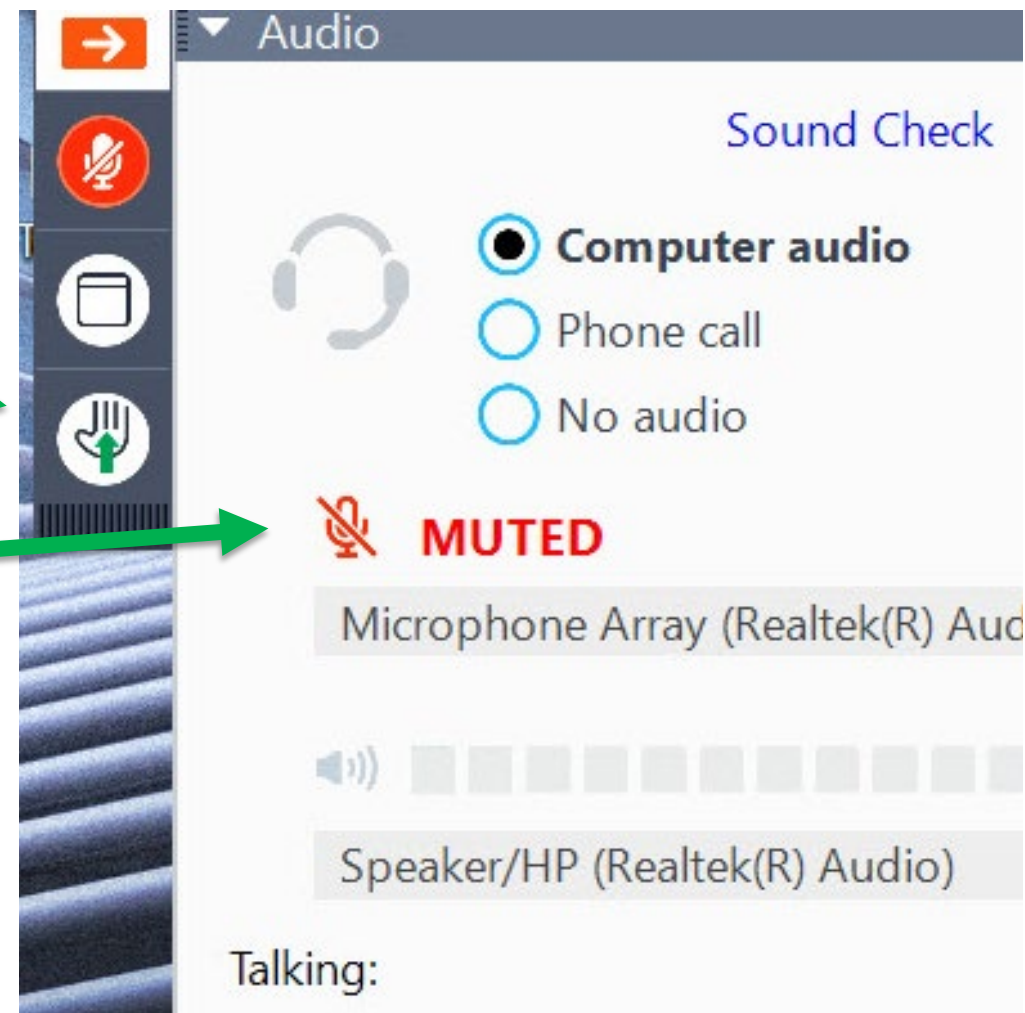 Audio
Sound Check
Computer audio
Phone call
No audio
MUTED
Microphone Array (Realtek(R) Aud
Speaker/HP (Realtek(R) Audio)
Talking: